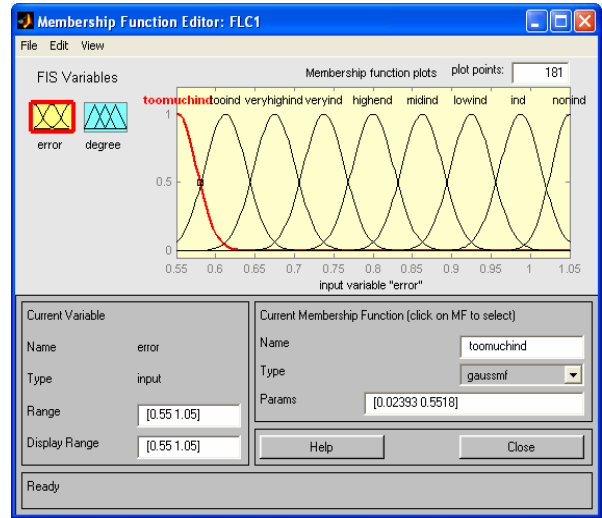 Membership Function Editor: FLC1
File Edit View
FIS Variables
Membership function plots plot points: 181
toomuchind tooind veryhighind veryind highend midind lowind ind nonind
error degree
1
0.5
0
0.55 0.6 0.65 0.7 0.75 0.8 0.85 0.9 0.95 1 1.05
input variable "error"
Current Variable
Name error
Type input
Range [0.55 1.05]
Display Range [0.55 1.05]
Current Membership Function (click on MF to select)
Name toomuchind
Type gaussmf
Params [0.02393 0.5518]
Help Close
Ready